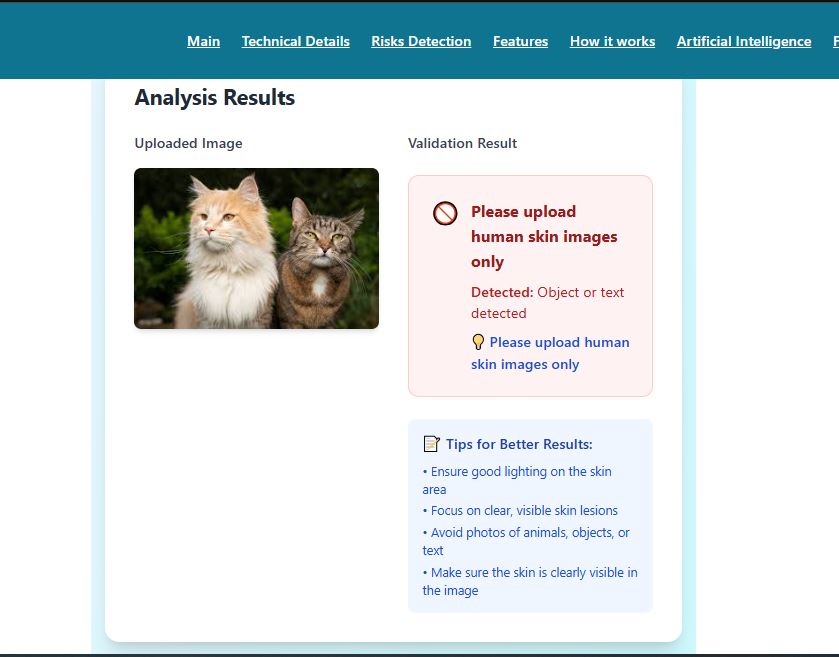 Main Technical Details Risks Detection Features How it works Artificial Intelligence
Analysis Results
Uploaded Image
Validation Result
Please upload
human skin images
only
Detected: Object or text
detected
Please upload human
skin images only
Tips for Better Results:
• Ensure good lighting on the skin
area
• Focus on clear, visible skin lesions
• Avoid photos of animals, objects, or
text
• Make sure the skin is clearly visible in
the image